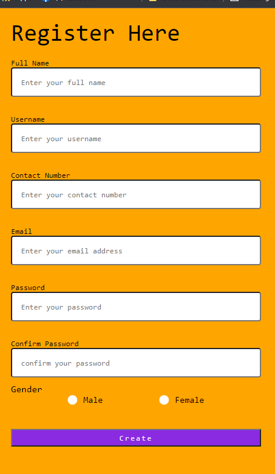 Register Here
Full Name
Enter your full name
Username
Enter your username
Contact Number
Enter your contact number
Email
Enter your email address
Password
Enter your password
Confirm Password
confirm your password
Gender
Male Female
Create